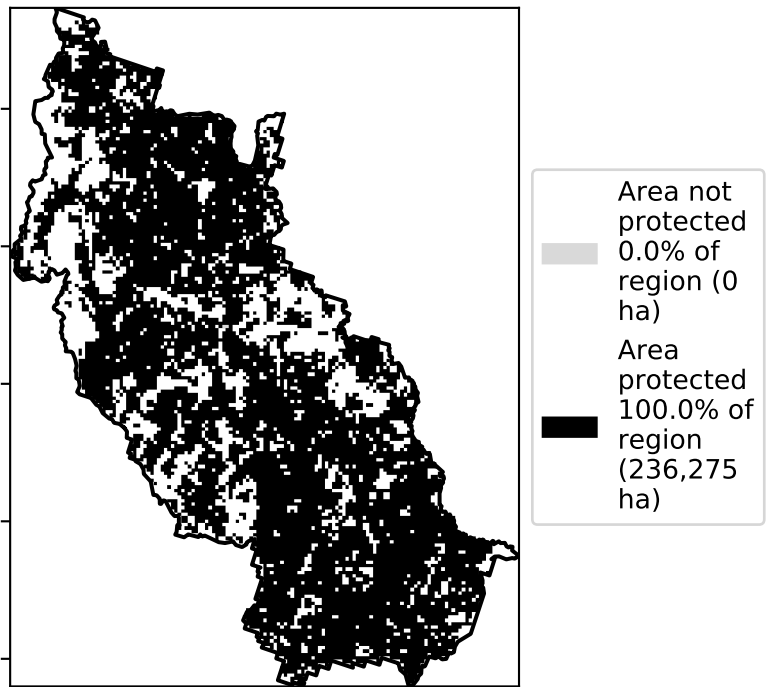 Area not
protected
0.0% of
region (0
ha)
Area
protected
100.0% of
region
(236,275
ha)